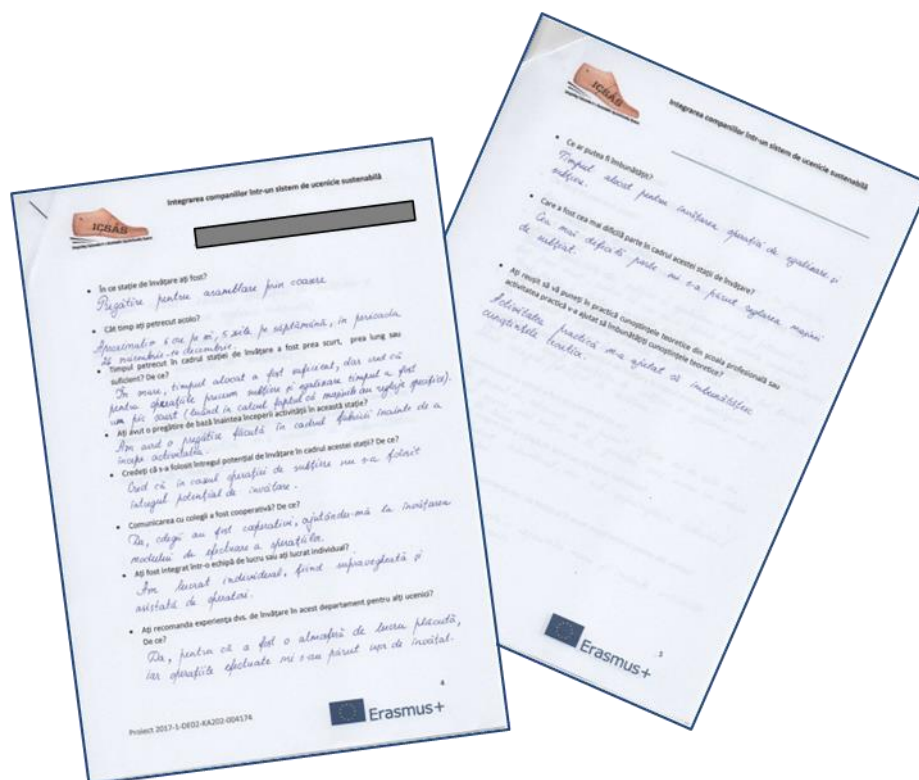 Integrarea companiilor într-un sistem de ucenicie sustenabilă
ICSAS
În ce stație de învățare ați fost?
Pregătire pentru asamblare prin coasere
Cât timp ați petrecut acolo?
Aproximativ 6 ore pe zi, 5 zile pe săptămână, în perioada
26 noiembrie-10 decembrie.
Timpul petrecut în cadrul stației de învățare a fost prea scurt, prea lung sau
suficient? De ce?
În mare, timpul alocat a fost suficient, dar cred că
pentru operațiile precum subțiere și egalizare timpul a fost
un pic scurt (luând in calcul faptul că mașinile au reglaje specifice).
Ați avut o pregătire de bază înaintea începerii activității în această stație?
Am avut o pregătire făcută în cadrul fabricii înainte de a
începe activitatea.
Credeți că s-a folosit întregul potențial de învățare în cadrul acestei stații? De ce?
Cred că in cazul operației de subțiere nu s-a folosit
întregul potențial de învățare.
Comunicarea cu colegii a fost cooperativă? De ce?
Da, colegii au fost cooperativi, ajutându-mă la învățarea
modului de efectuare a operațiilor.
Ați fost integrat într-o echipă de lucru sau ați lucrat individual?
Am lucrat individual, fiind supravegheată și
asistată de operatori.
Ați recomanda experiența dvs. de învățare în acest departament pentru alți ucenici?
De ce?
Da, pentru că a fost o atmosferă de lucru plăcută,
iar operațiile efectuate mi s-au părut ușor de învățat.
4
Proiect 2017-1-DE02-KA202-004174
Erasmus+
Integrarea companiilor într-un sistem de ucenicie sustenabilă
ICSAS
Ce ar putea fi îmbunătățit?
Timpul alocat pentru învățarea operației de egalizare și
subțiere.
Care a fost cea mai dificilă parte în cadrul acestei stații de învățare?
Cea mai dificilă parte mi s-a părut reglarea mașinii
de subțiat.
Ați reușit să vă puneți în practică cunoștințele teoretice din școala profesională sau
activitatea practică v-a ajutat să îmbunătățiți cunoștințele teoretice?
Activitatea practică m-a ajutat să îmbunătățesc
cunștințele teoretice.
5
Erasmus+